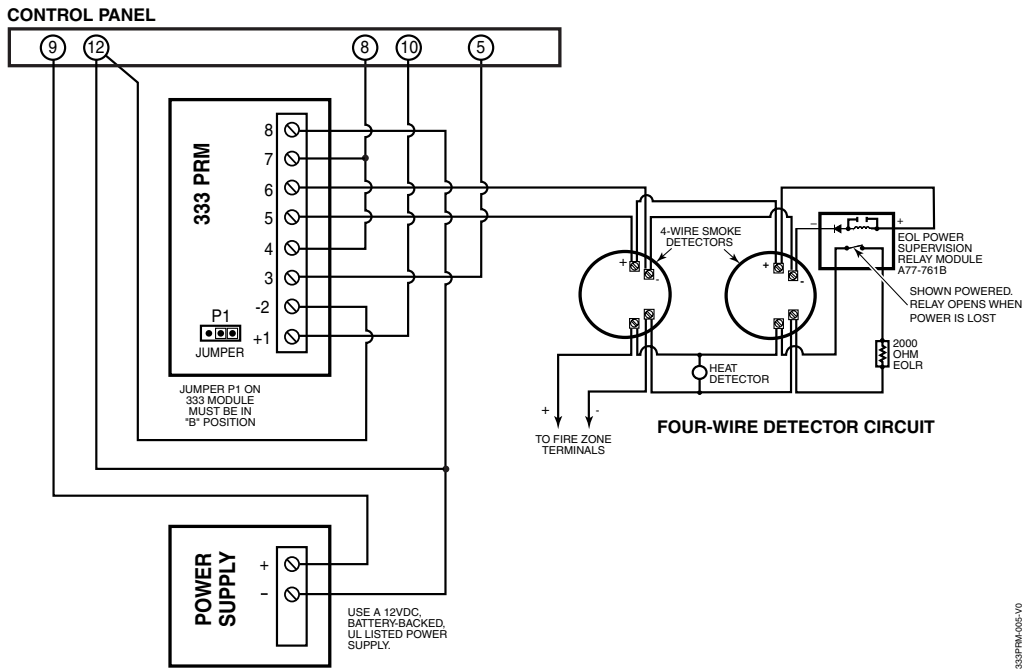 CONTROL PANEL
9
12
8
10
5
333 PRM
8
7
6
5
4
3
-2
+1
P1
JUMPER
JUMPER P1 ON
333 MODULE
MUST BE IN
"B" POSITION
4-WIRE SMOKE
DETECTORS
+
-
+
-
-
+
EOL POWER
SUPERVISION
RELAY MODULE
A77-761B
SHOWN POWERED.
RELAY OPENS WHEN
POWER IS LOST
2000
OHM
EOLR
HEAT
DETECTOR
+
-
TO FIRE ZONE
TERMINALS
FOUR-WIRE DETECTOR CIRCUIT
POWER
SUPPLY
+
-
USE A 12VDC,
BATTERY-BACKED,
UL LISTED POWER
SUPPLY.
333PRM-005-V0